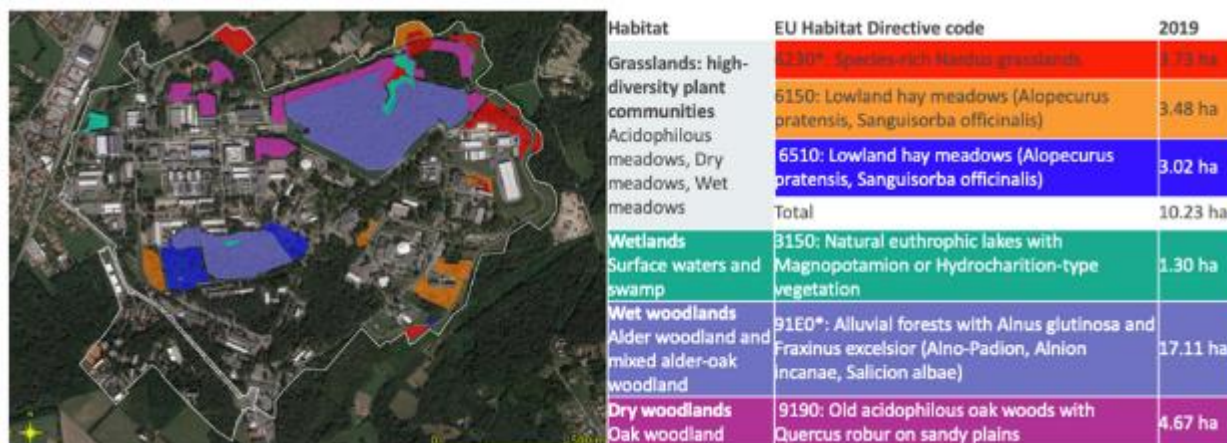 Habitat EU Habitat Directive code 2019
Grasslands: high-
diversity plant
communities
Acidophilous
meadows, Dry
meadows, Wet
meadows
6230*: Species-rich Nardus grasslands 3.73 ha
6150: Lowland hay meadows (Alopecurus
pratensis, Sanguisorba officinalis)
3.48 ha
6510: Lowland hay meadows (Alopecurus
pratensis, Sanguisorba officinalis)
3.02 ha
Total 10.23 ha
Wetlands
Surface waters and
swamp
3150: Natural euthrophic lakes with
Magnopotamion or Hydrocharition-type
vegetation
1.30 ha
Wet woodlands
Alder woodland and
mixed alder-oak
woodland
91E0*: Alluvial forests with Alnus glutinosa and
Fraxinus excelsior (Alno-Padion, Alnion
incanae, Salicion albae)
17.11 ha
Dry woodlands
Oak woodland
9190: Old acidophilous oak woods with
Quercus robur on sandy plains
4.67 ha
0